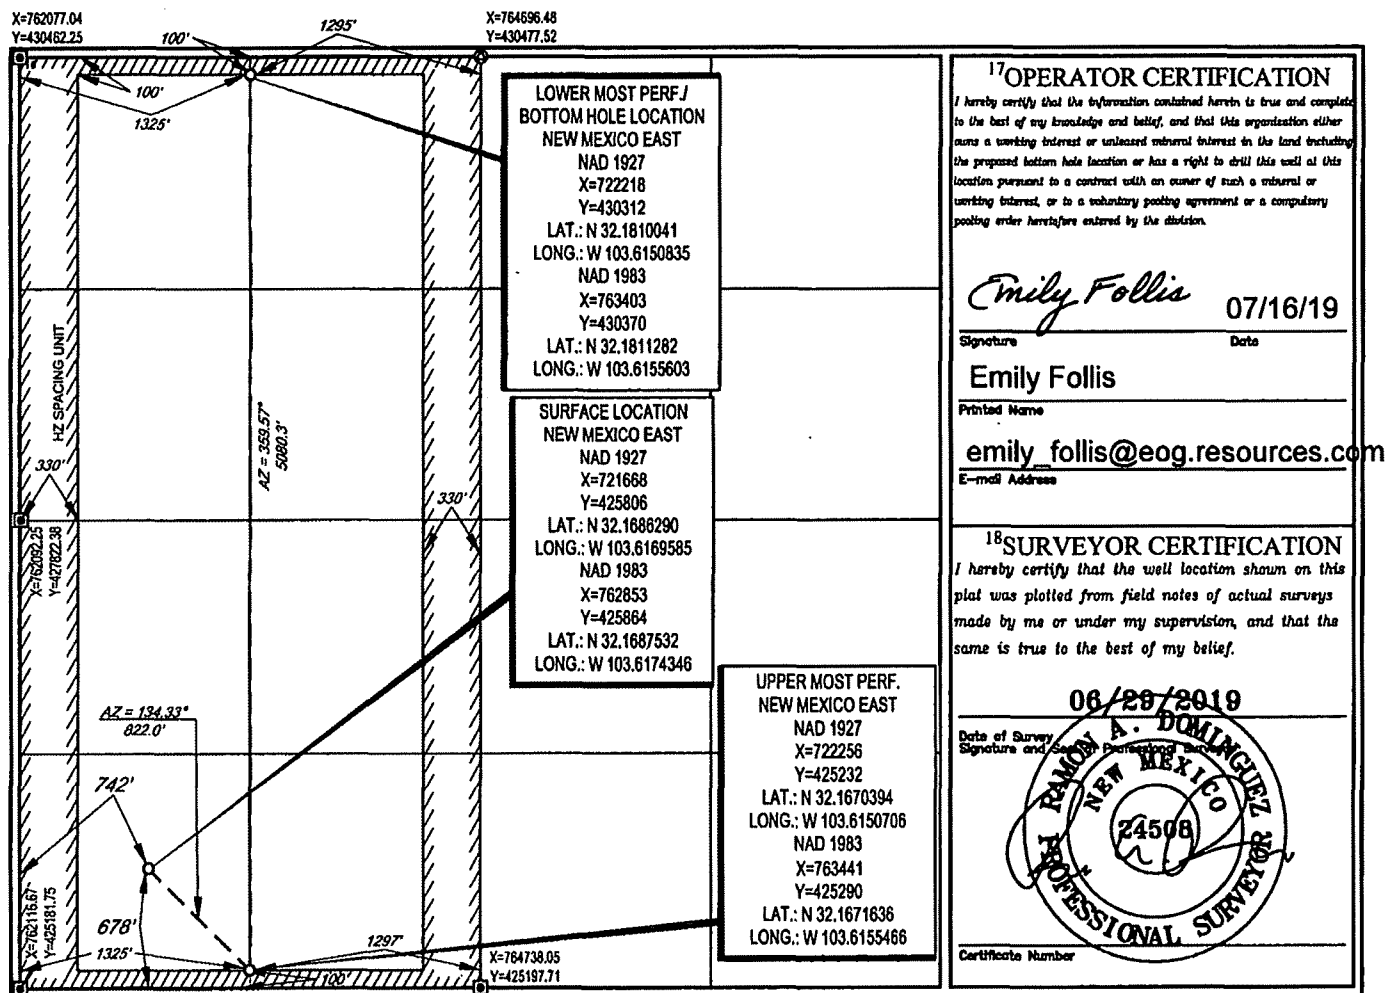 X=762077.04
Y=430462.25
100'
1295'
X=764696.48
Y=430477.52
100'
1325'
LOWER MOST PERF./
BOTTOM HOLE LOCATION
NEW MEXICO EAST
NAD 1927
X=722218
Y=430312
LAT.: N 32.1810041
LONG.: W 103.6150835
NAD 1983
X=763403
Y=430370
LAT.: N 32.1811282
LONG.: W 103.6155603
HZ SPACING UNIT
AZ = 359.57°
5080.3'
330'
330'
X=762092.25
Y=427822.38
SURFACE LOCATION
NEW MEXICO EAST
NAD 1927
X=721668
Y=425806
LAT.: N 32.1686290
LONG.: W 103.6169585
NAD 1983
X=762853
Y=425864
LAT.: N 32.1687532
LONG.: W 103.6174346
AZ = 134.33°
822.0'
742'
678'
X=762116.67
Y=425181.75
1325'
1297'
100'
X=764738.05
Y=425197.71
UPPER MOST PERF.
NEW MEXICO EAST
NAD 1927
X=722256
Y=425232
LAT.: N 32.1670394
LONG.: W 103.6150706
NAD 1983
X=763441
Y=425290
LAT.: N 32.1671636
LONG.: W 103.6155466
17OPERATOR CERTIFICATION
I hereby certify that the information contained herein is true and complete
to the best of my knowledge and belief, and that this organization either
owns a working interest or unleased mineral interest in the land including
the proposed bottom hole location or has a right to drill this well at this
location pursuant to a contract with an owner of such a mineral or
working interest, or to a voluntary pooling agreement or a compulsory
pooling order heretofore entered by the division.
Emily Follis 07/16/19
Signature Date
Emily Follis
Printed Name
emily_follis@eog.resources.com
E-mail Address
18SURVEYOR CERTIFICATION
I hereby certify that the well location shown on this
plat was plotted from field notes of actual surveys
made by me or under my supervision, and that the
same is true to the best of my belief.
06/29/2019
Date of Survey
Signature and Seal of Professional Surveyor
RAMON A. DOMINGUEZ
NEW MEXICO
24508
PROFESSIONAL SURVEYOR
Certificate Number